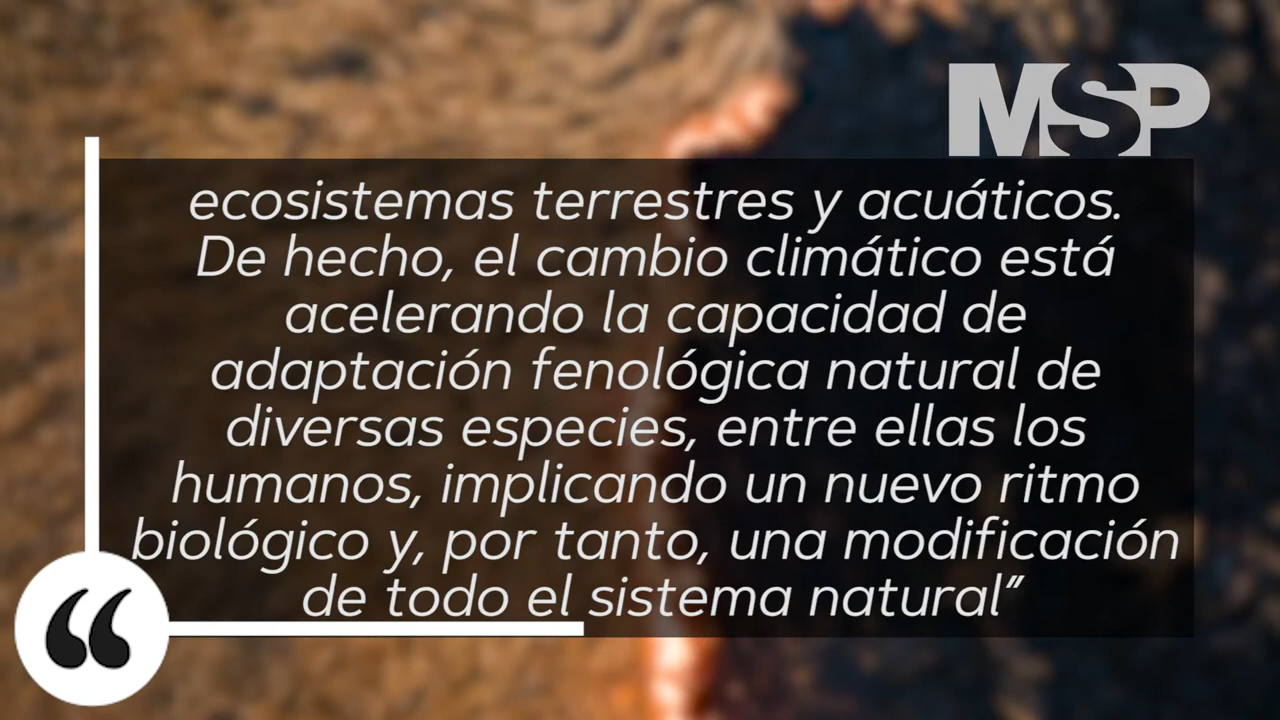 MSP
ecosistemas terrestres y acuáticos.
De hecho, el cambio climático está
acelerando la capacidad de
adaptación fenológica natural de
diversas especies, entre ellas los
humanos, implicando un nuevo ritmo
biológico y, por tanto, una modificación
de todo el sistema natural”